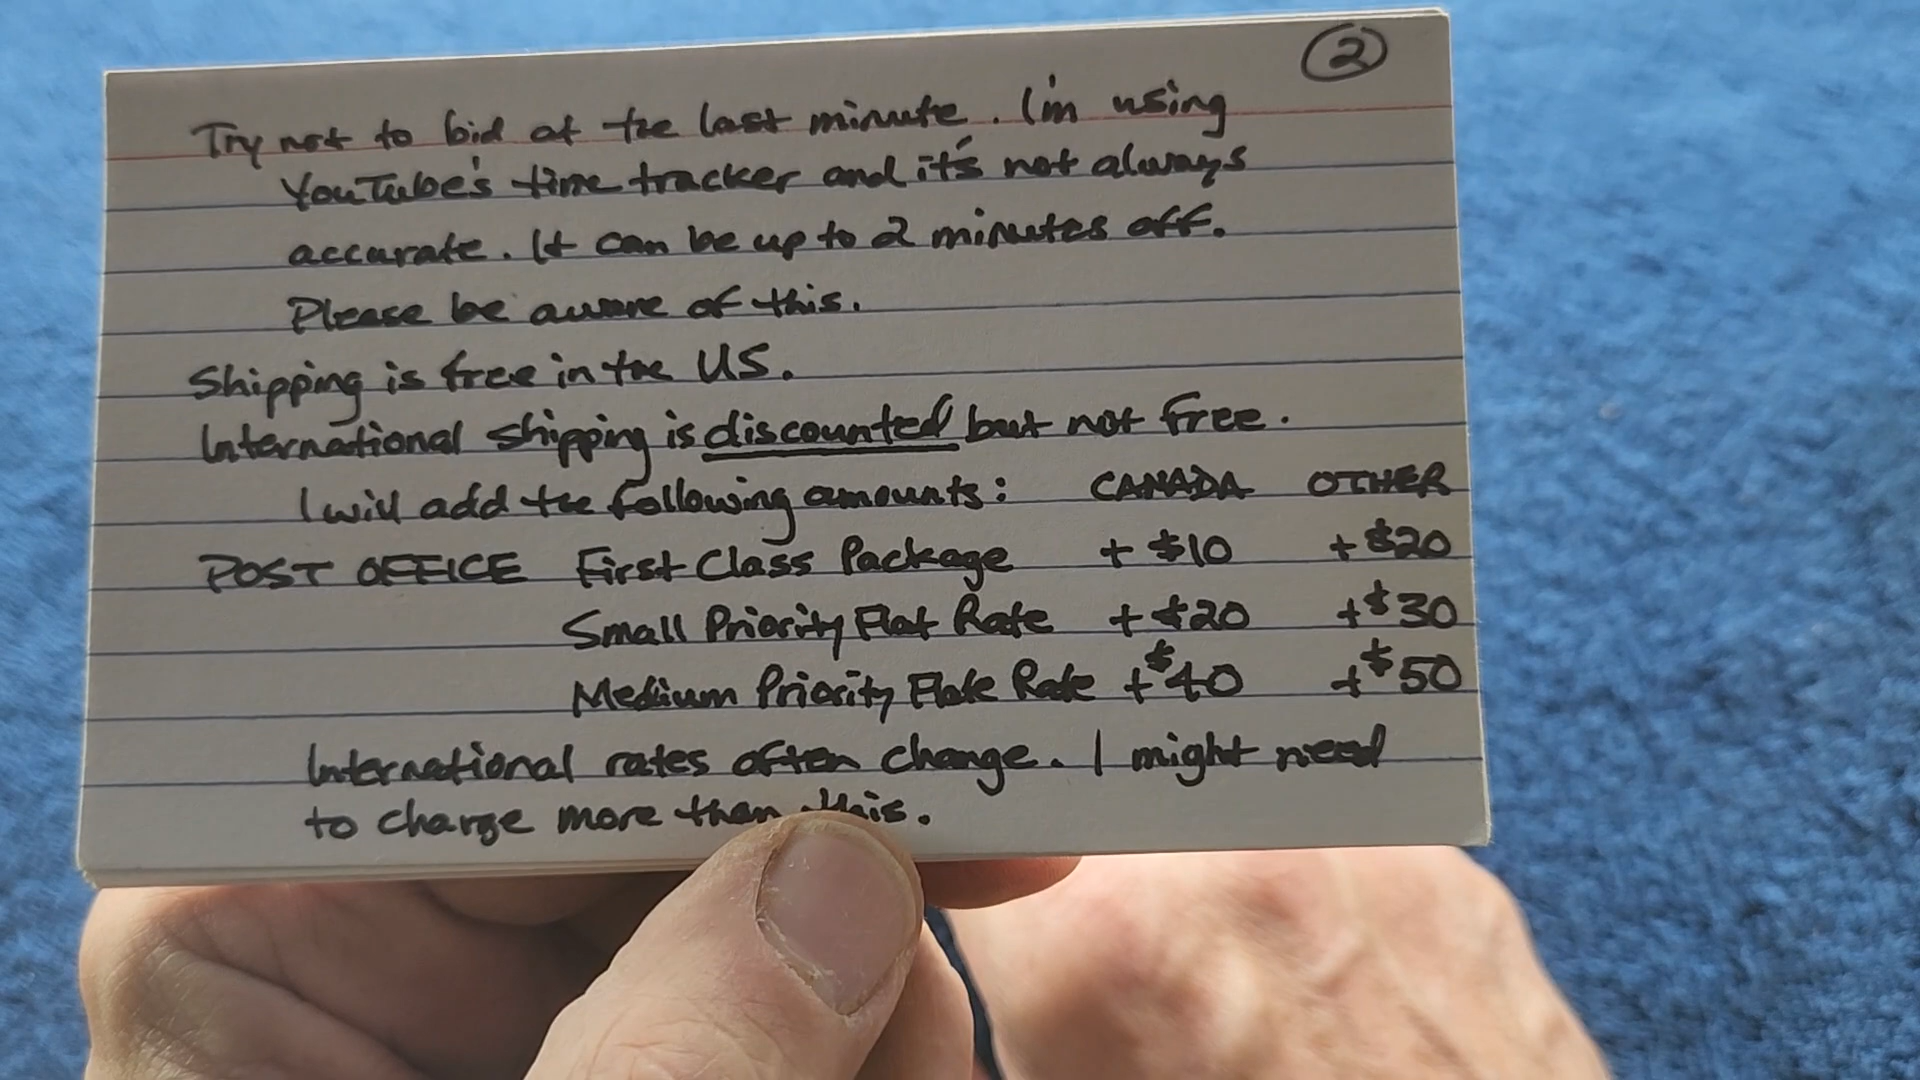 2
Try not to bid at the last minute. I'm using
YouTube's time tracker and it's not always
accurate. It can be up to 2 minutes off.
Please be aware of this.
Shipping is free in the US.
International shipping is discounted but not free.
I will add the following amounts: CANADA OTHER
POST OFFICE First Class Package + $10 + $20
Small Priority Flat Rate + $20 + $30
Medium Priority Flate Rate + $40 + $50
International rates often change. I might need
to charge more than this.